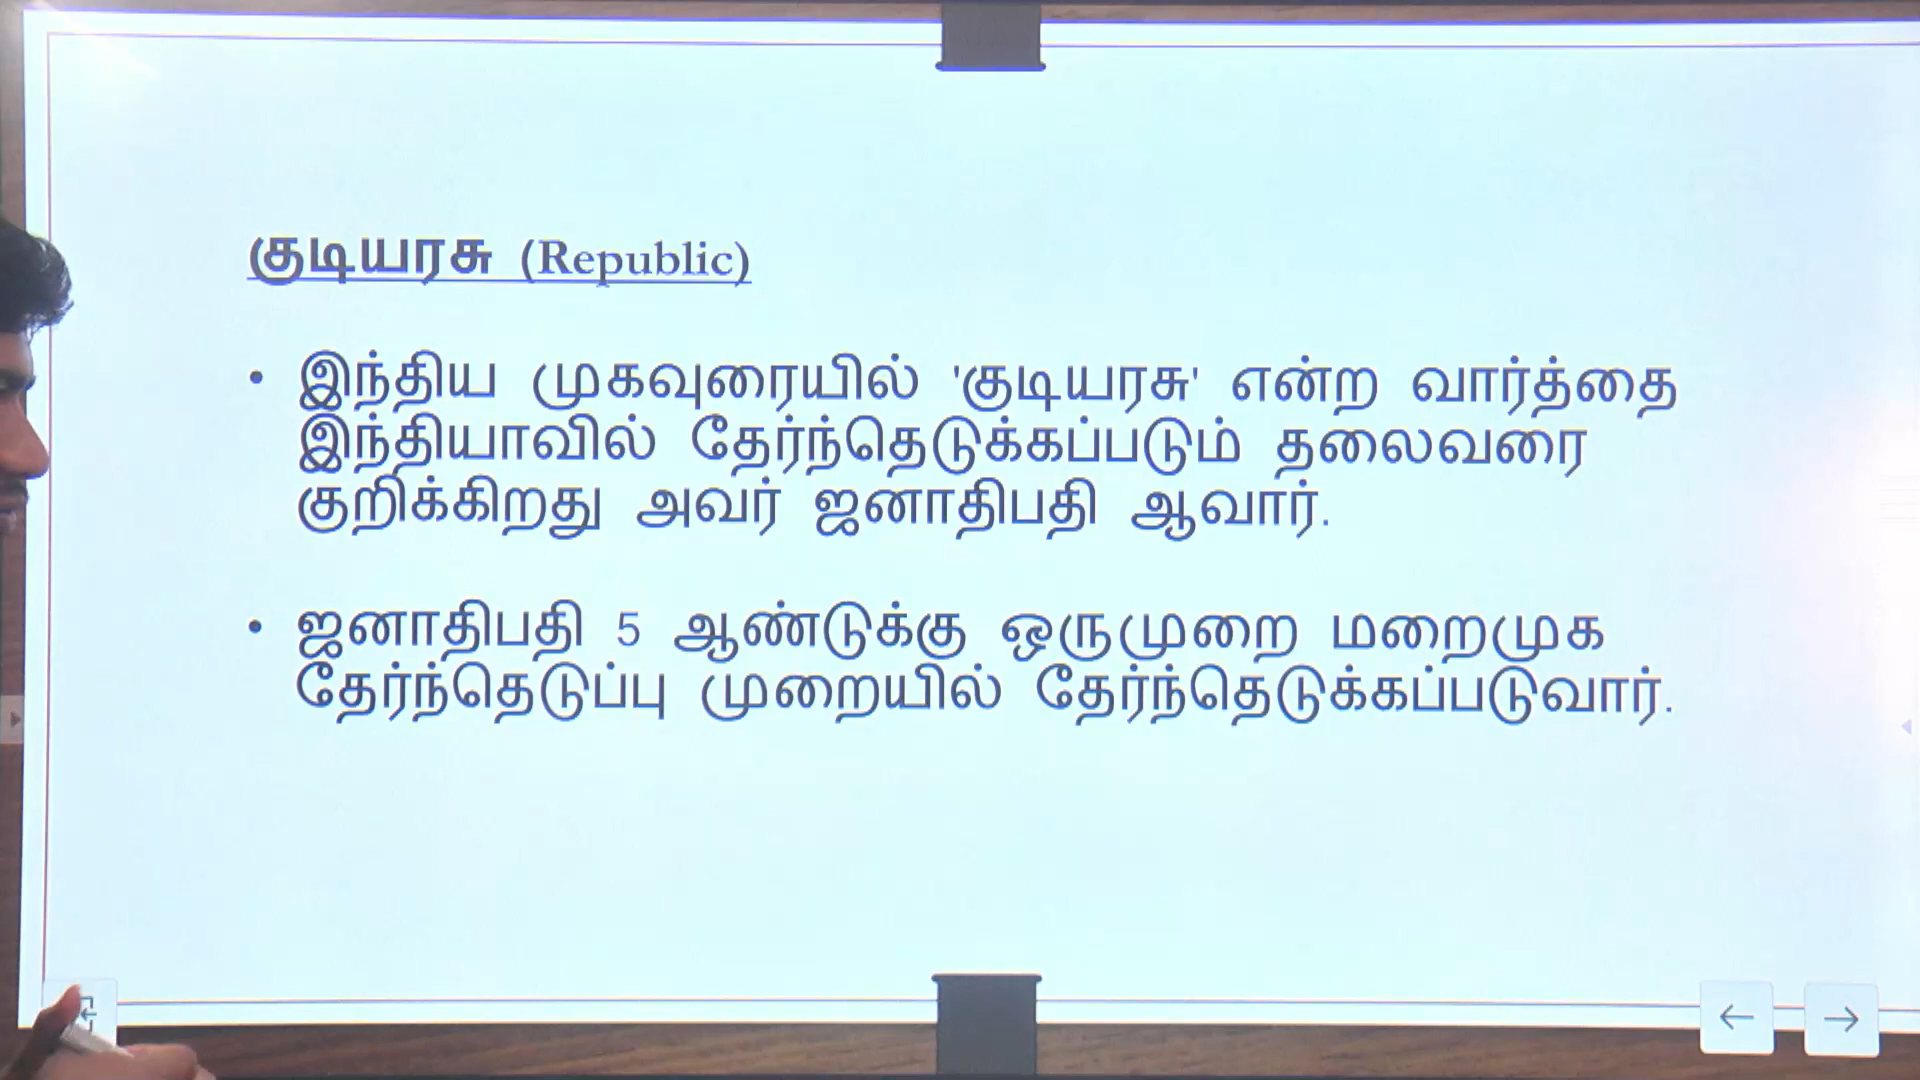 குடியரசு (Republic)
• இந்திய முகவுரையில் 'குடியரசு' என்ற வார்த்தை
இந்தியாவில் தேர்ந்தெடுக்கப்படும் தலைவரை
குறிக்கிறது அவர் ஜனாதிபதி ஆவார்.
• ஜனாதிபதி 5 ஆண்டுக்கு ஒருமுறை மறைமுக
தேர்ந்தெடுப்பு முறையில் தேர்ந்தெடுக்கப்படுவார்.